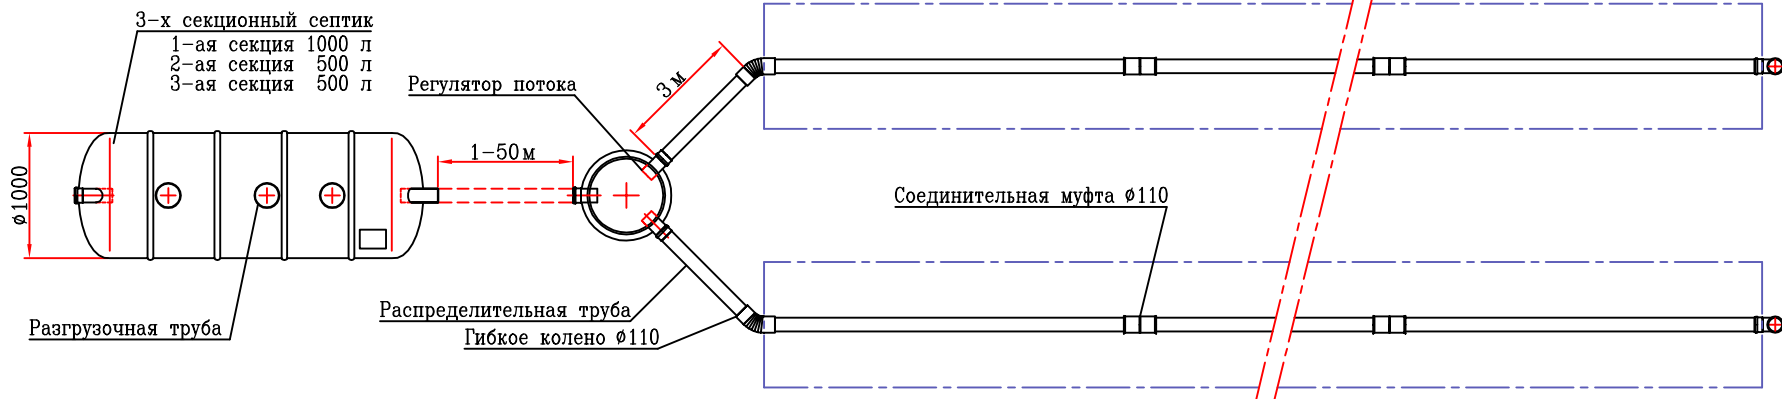 3-х секционный септик
1-ая секция 1000 л
2-ая секция 500 л
3-ая секция 500 л
Регулятор потока
3 м
1-50м
ø1000
Соединительная муфта ø110
Распределительная труба
Разгрузочная труба
Гибкое колено ø110